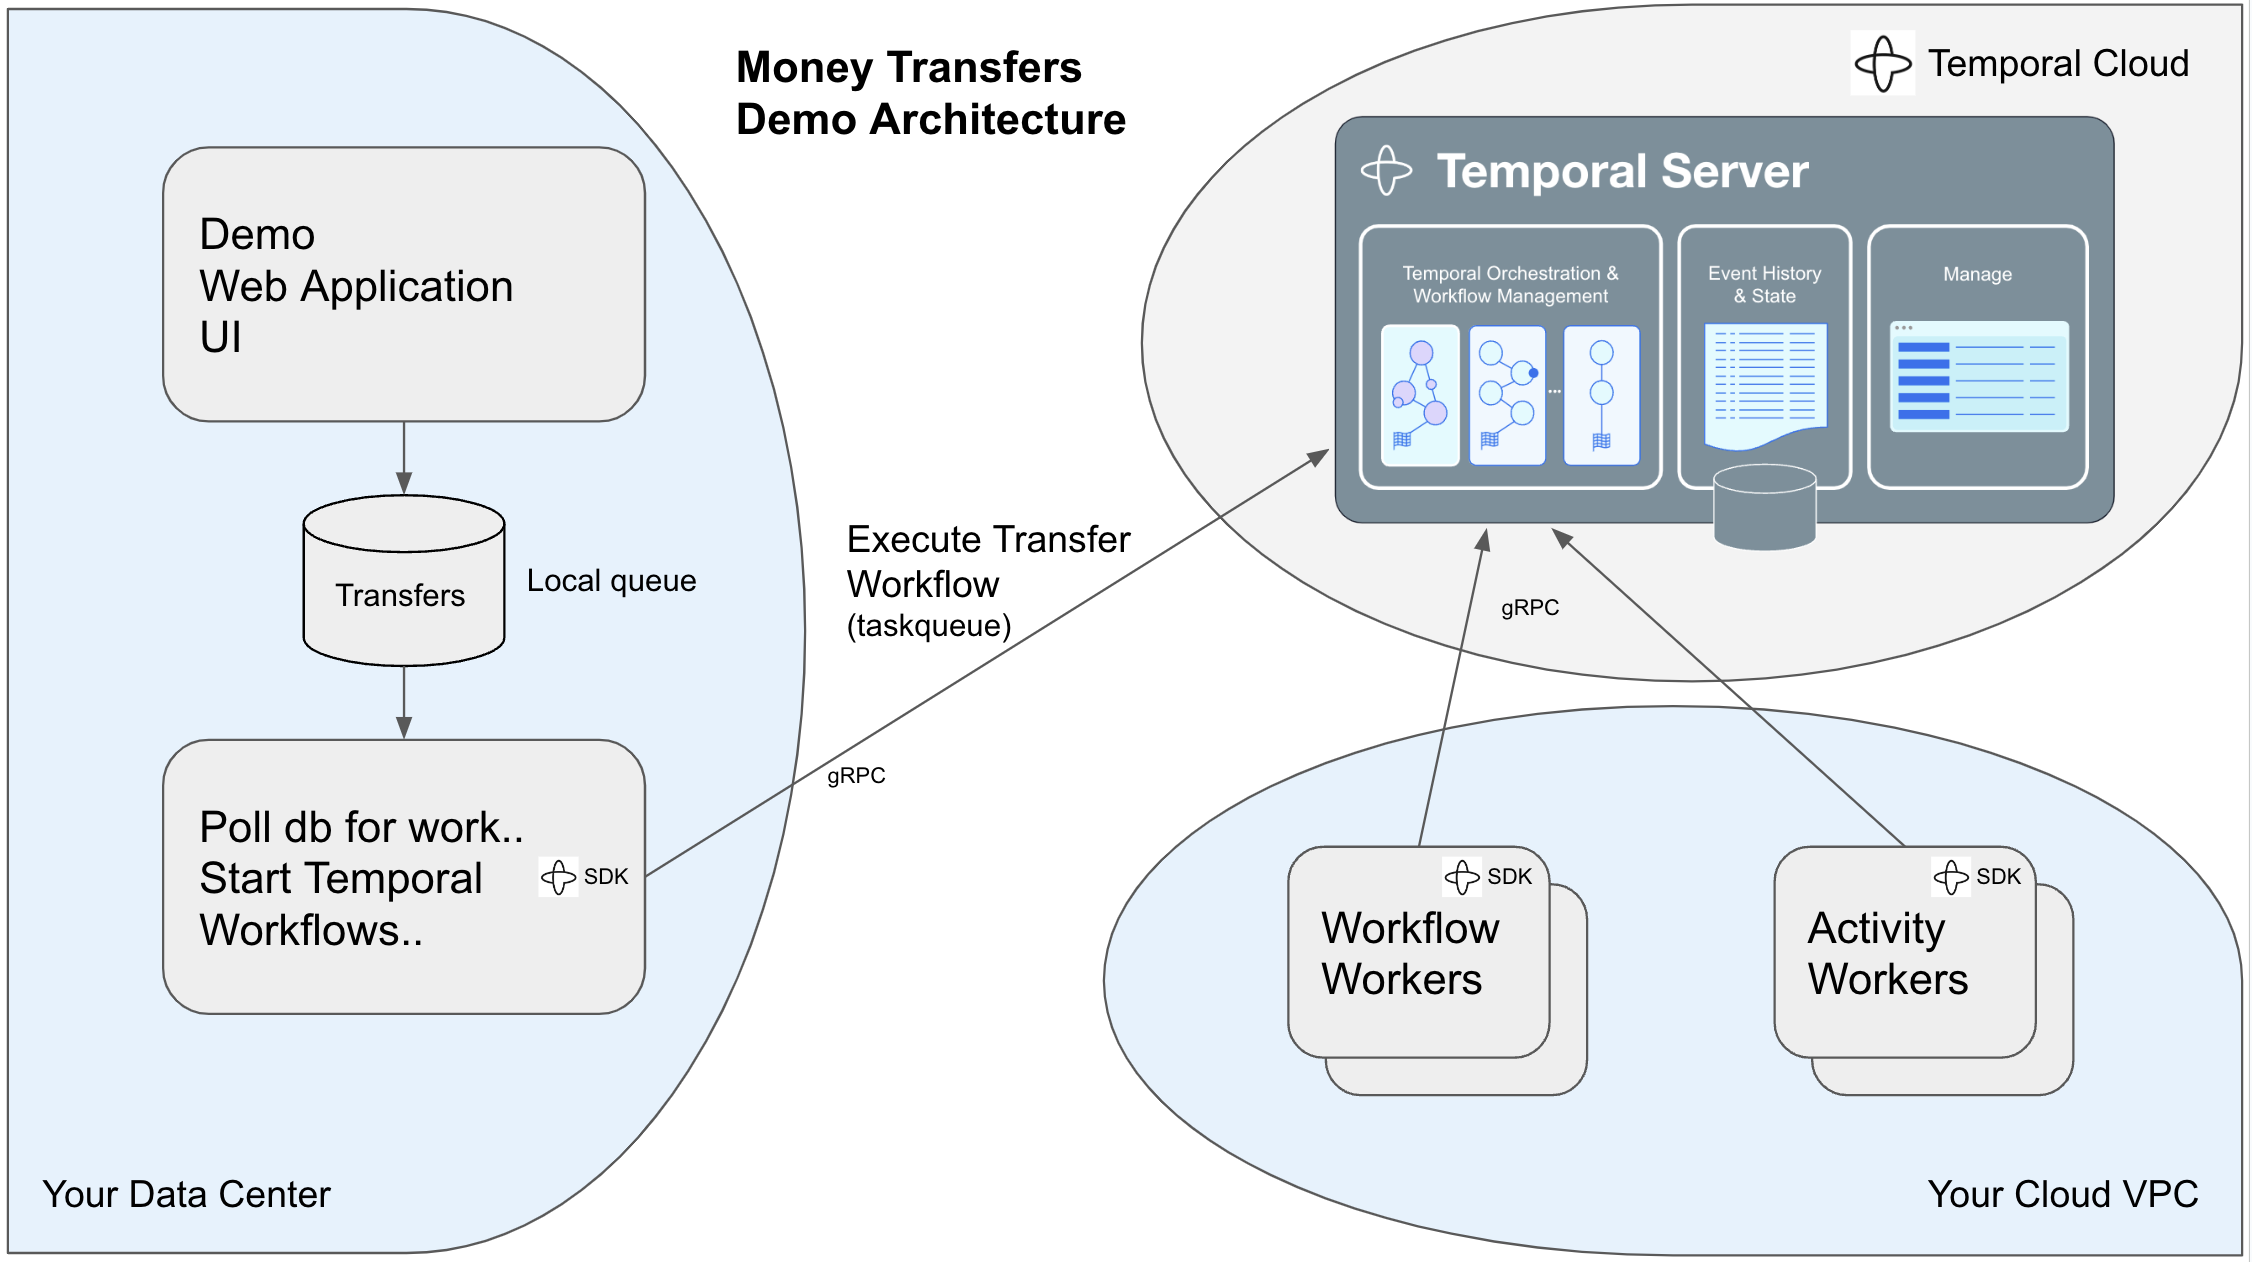 Money Transfers
Demo Architecture
Demo
Web Application
UI
Transfers
Local queue
Poll db for work..
Start Temporal
Workflows..
SDK
Your Data Center
Execute Transfer
Workflow
(taskqueue)
gRPC
Temporal Cloud
Temporal Server
Temporal Orchestration &
Workflow Management
Event History
& State
Manage
gRPC
SDK
Workflow
Workers
SDK
Activity
Workers
Your Cloud VPC